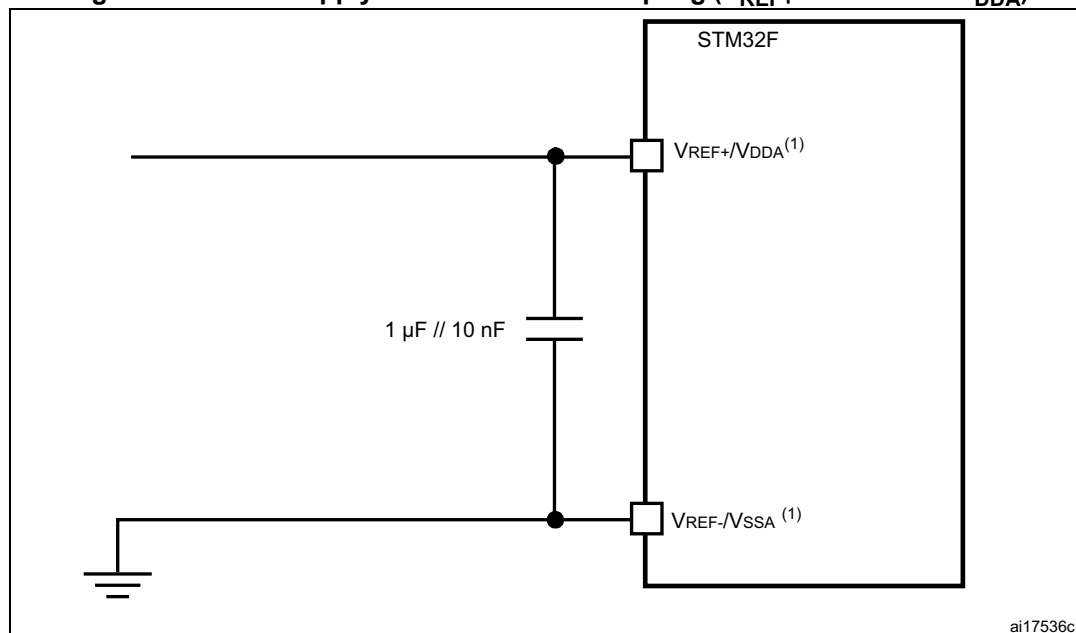 STM32F
VREF+/VDDA(1)
1 µF // 10 nF
VREF-/VSSA (1)
ai17536c